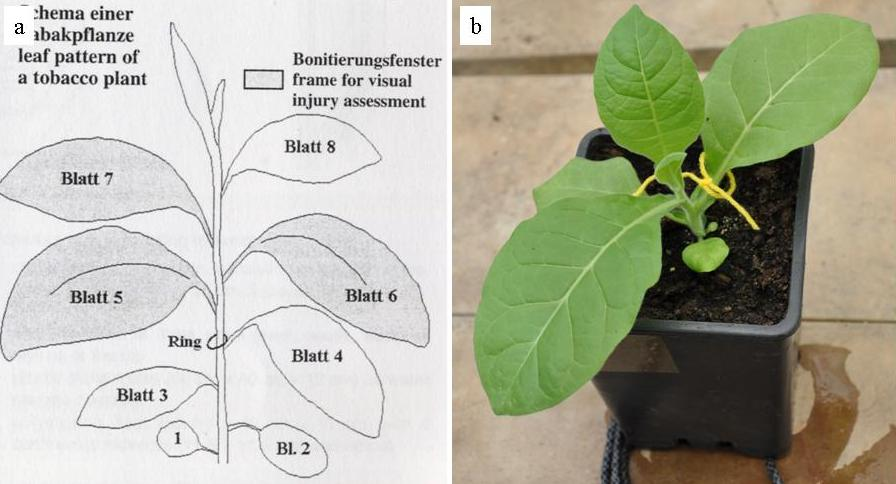 a
Schema einer
abakpflanze
leaf pattern of
a tobacco plant
Bonitierungsfenster
frame for visual
injury assessment
Blatt 8
Blatt 7
Blatt 5
Blatt 6
Ring
Blatt 4
Blatt 3
1
Bl. 2
b